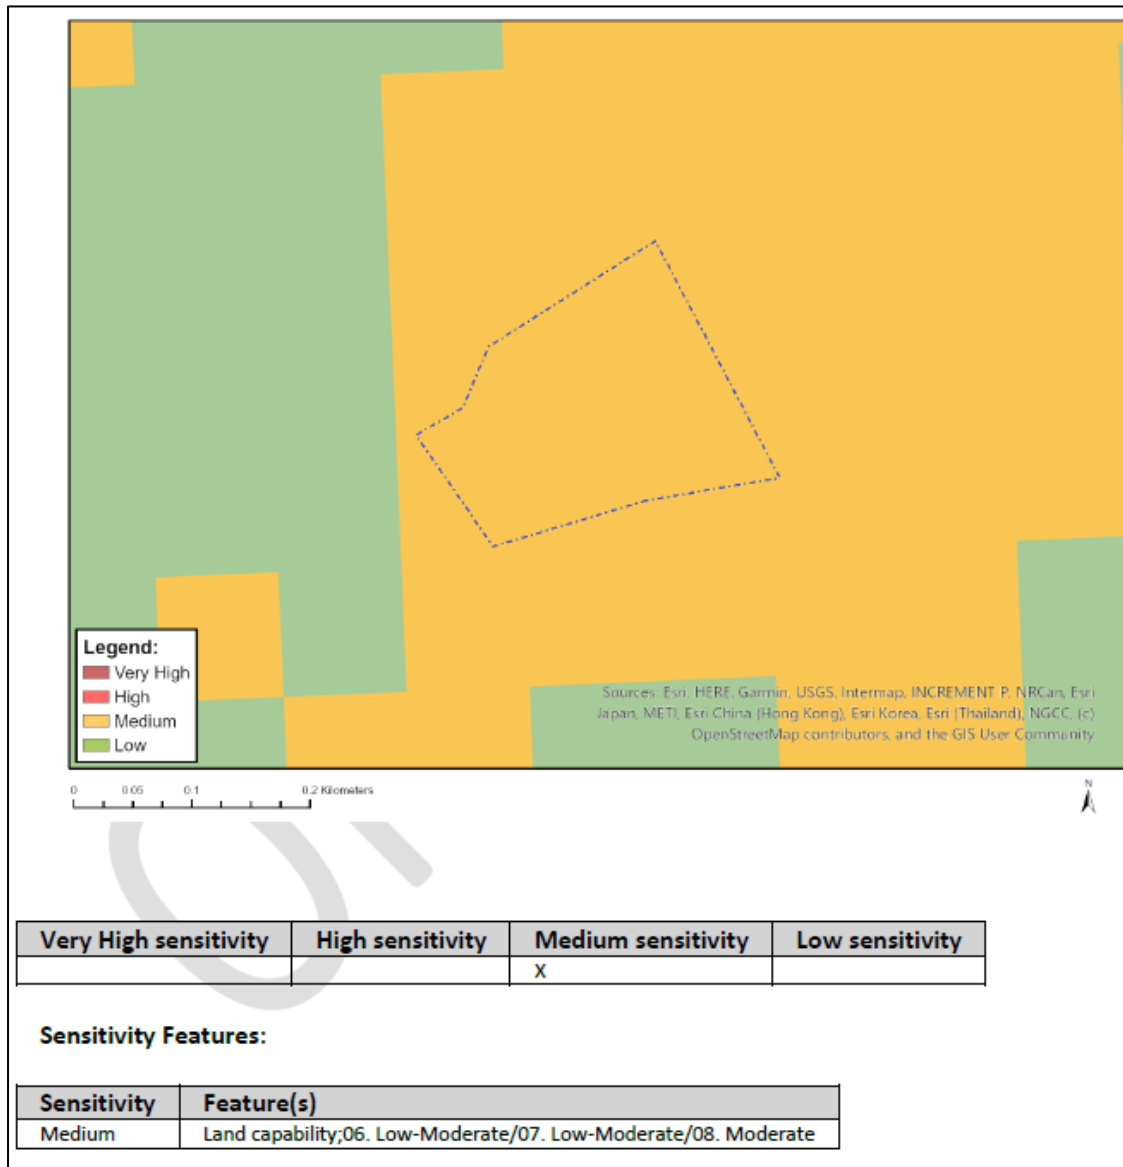 Legend:
Very High
High
Medium
Low
Sources: Esri, HERE, Garmin, USGS, Intermap, INCREMENT P, NRCan, Esri
Japan, METI, Esri China (Hong Kong), Esri Korea, Esri (Thailand), NGCC, (c)
OpenStreetMap contributors, and the GIS User Community
0 0.05 0.1 0.2 Kilometers
N
Very High sensitivity High sensitivity Medium sensitivity Low sensitivity
X
Sensitivity Features:
Sensitivity Feature(s)
Medium Land capability;06. Low-Moderate/07. Low-Moderate/08. Moderate